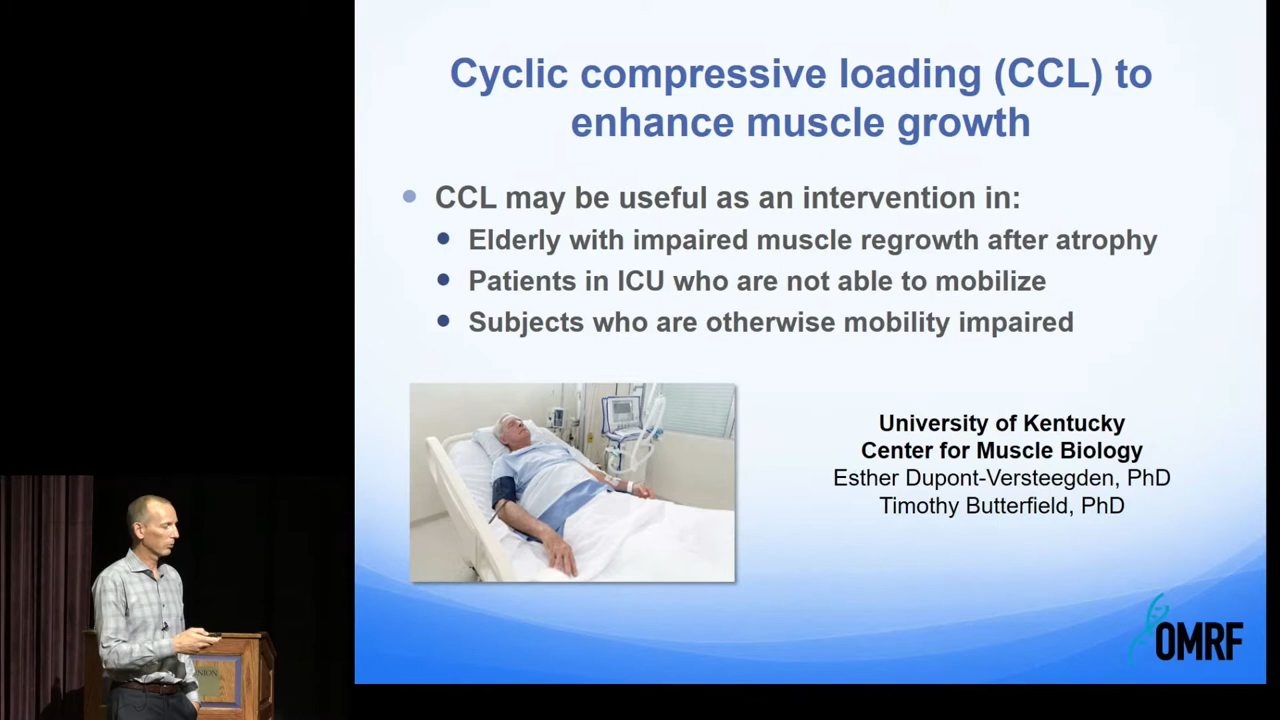 Cyclic compressive loading (CCL) to
enhance muscle growth
CCL may be useful as an intervention in:
Elderly with impaired muscle regrowth after atrophy
Patients in ICU who are not able to mobilize
Subjects who are otherwise mobility impaired
University of Kentucky
Center for Muscle Biology
Esther Dupont-Versteegden, PhD
Timothy Butterfield, PhD
OMRF
NION